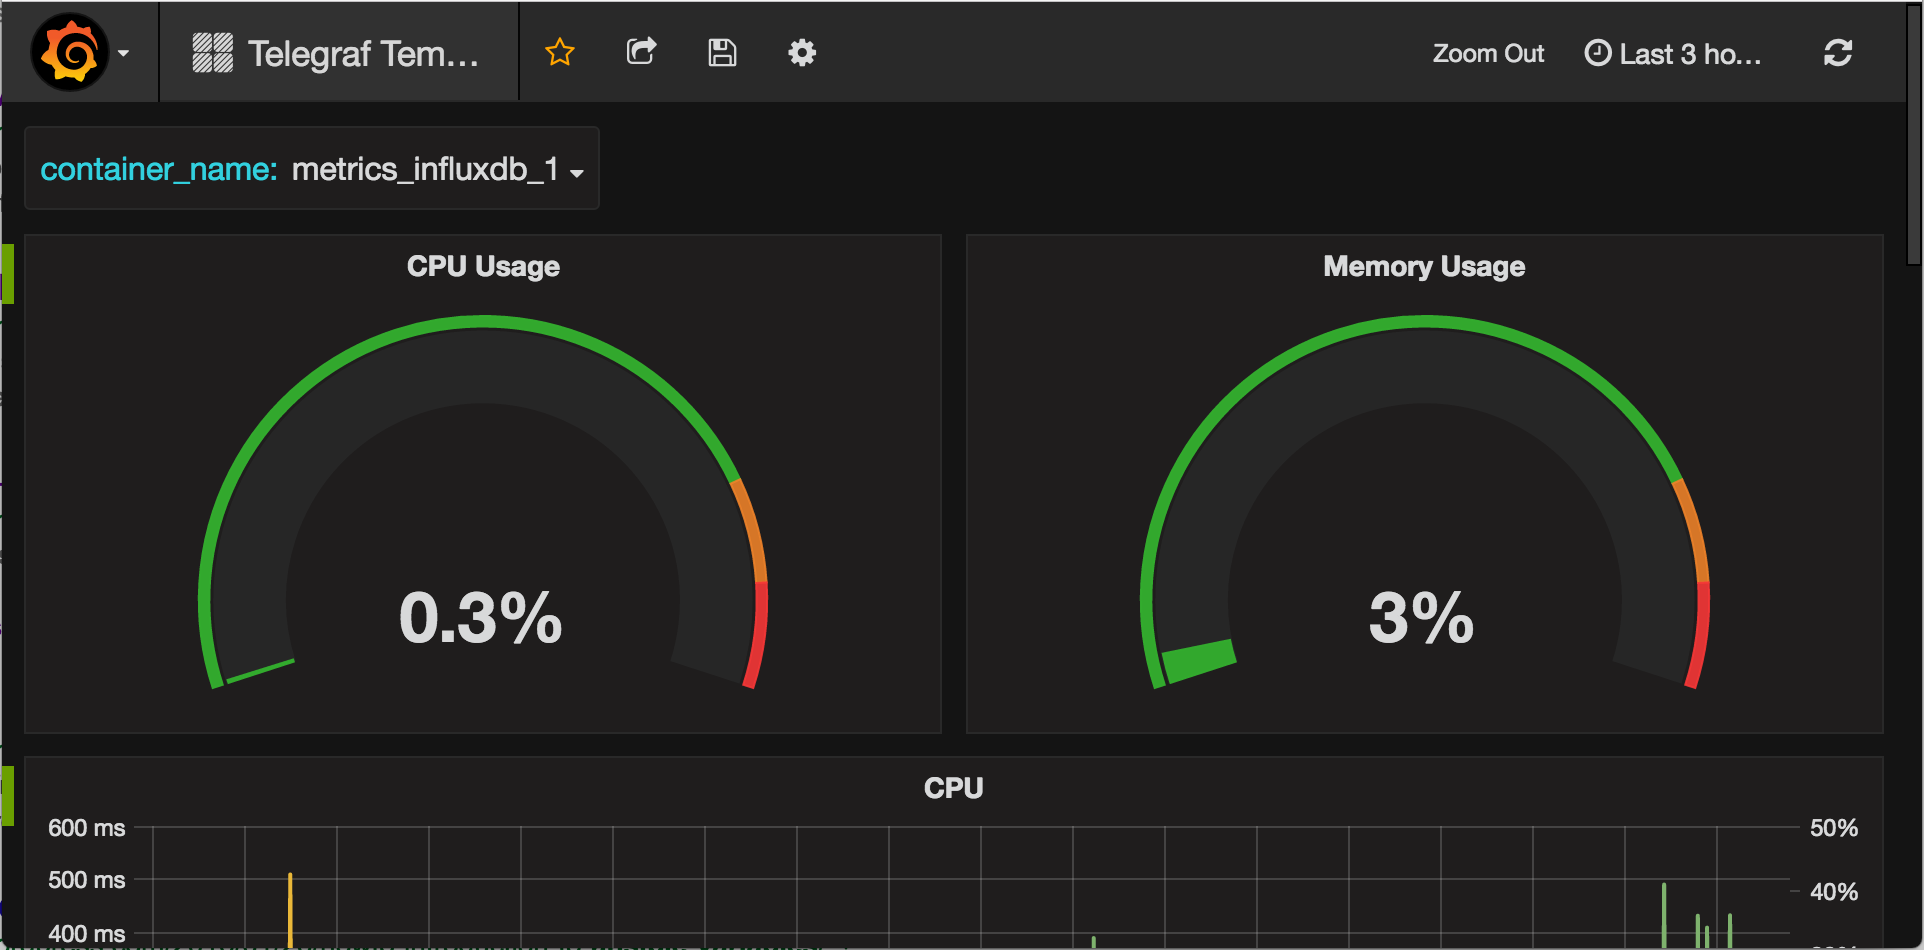 Telegraf Tem...
Zoom Out
Last 3 ho...
container_name: metrics_influxdb_1
CPU Usage
Memory Usage
0.3%
3%
CPU
600 ms
50%
500 ms
40%
400 ms